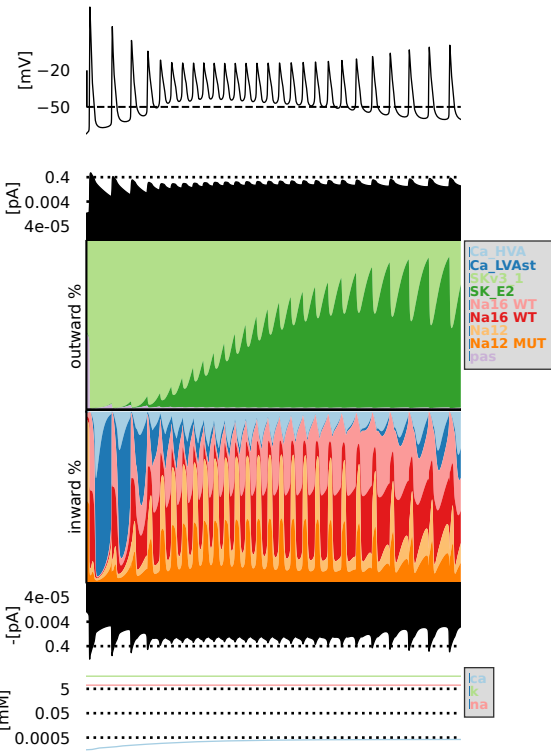 [mV]
−20
−50
[pA]
0.4
0.004
4e-05
outward %
Ca_HVA
Ca_LVAst
SKv3_1
SK_E2
Na16 WT
Na16 WT
Na12
Na12 MUT
pas
inward %
4e-05
0.004
0.4
-[pA]
ca
k
na
5
0.05
0.0005
[mM]